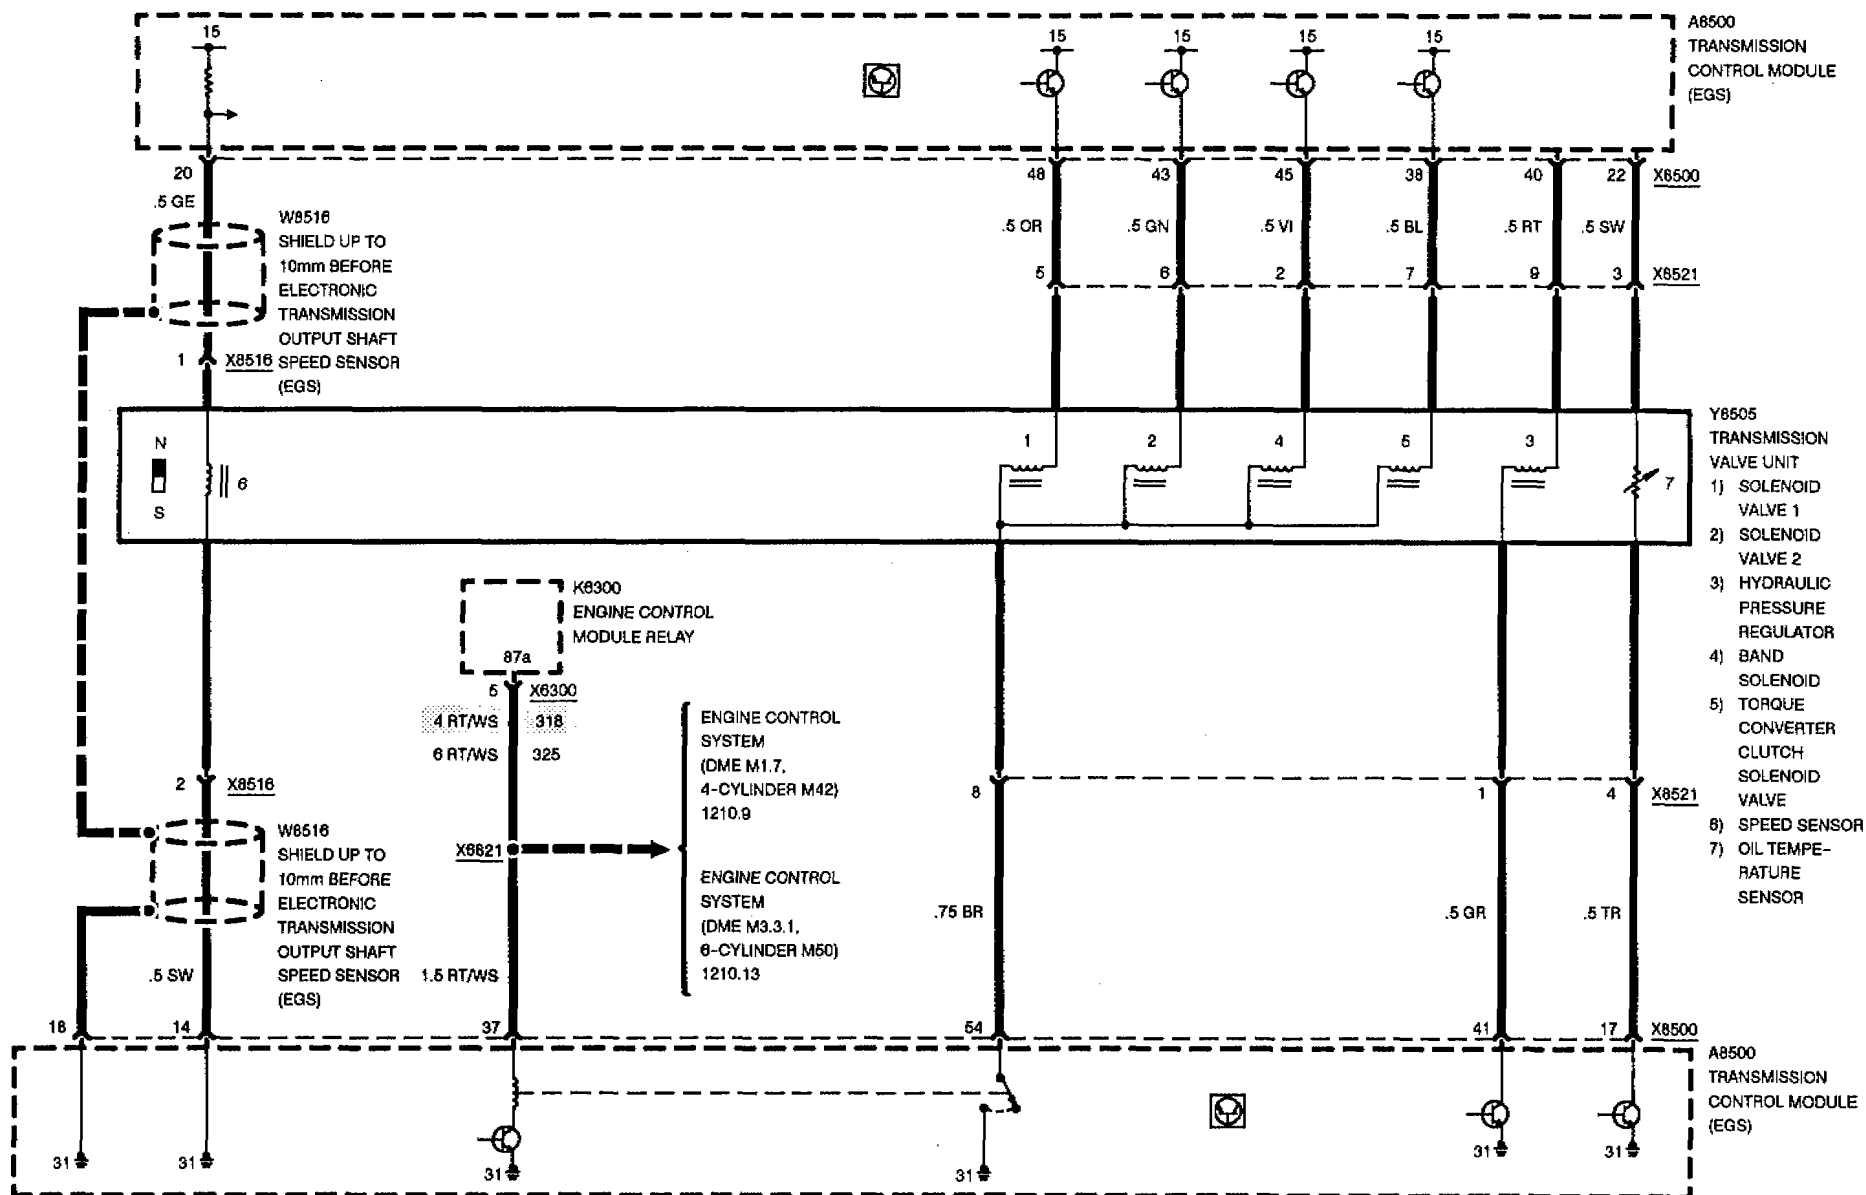 15
15
15
15
15
A8500
TRANSMISSION
CONTROL MODULE
(EGS)
20
48
43
45
38
40
22
X8500
.5 GE
.5 OR
.5 GN
.5 VI
.5 BL
.5 RT
.5 SW
W8516
SHIELD UP TO
10mm BEFORE
ELECTRONIC
TRANSMISSION
OUTPUT SHAFT
SPEED SENSOR
(EGS)
5
6
2
7
9
3
X8521
1
X8516
N
S
6
1
2
4
5
3
7
Y8505
TRANSMISSION
VALVE UNIT
1) SOLENOID
VALVE 1
2) SOLENOID
VALVE 2
3) HYDRAULIC
PRESSURE
REGULATOR
4) BAND
SOLENOID
5) TORQUE
CONVERTER
CLUTCH
SOLENOID
VALVE
6) SPEED SENSOR
7) OIL TEMPE-
RATURE
SENSOR
K6300
ENGINE CONTROL
MODULE RELAY
87a
5
X6300
4 RT/WS
318
6 RT/WS
325
ENGINE CONTROL
SYSTEM
(DME M1.7,
4-CYLINDER M42)
1210.9
X6821
ENGINE CONTROL
SYSTEM
(DME M3.3.1,
6-CYLINDER M50)
1210.13
2
X8516
8
1
4
X8521
W8516
SHIELD UP TO
10mm BEFORE
ELECTRONIC
TRANSMISSION
OUTPUT SHAFT
SPEED SENSOR
(EGS)
.5 SW
1.5 RT/WS
.75 BR
.5 GR
.5 TR
18
14
37
54
41
17
X8500
A8500
TRANSMISSION
CONTROL MODULE
(EGS)
31
31
31
31
31
31